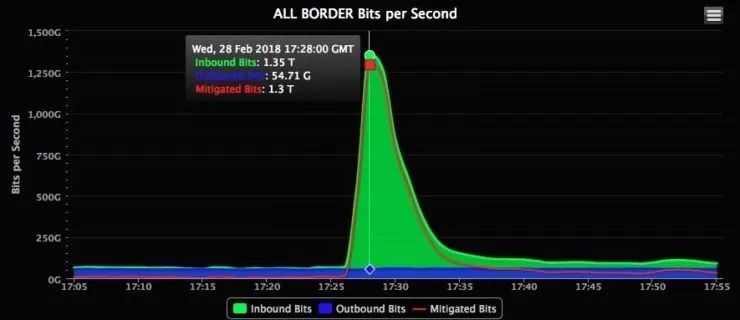 ALL BORDER Bits per Second
1,500G
1,250G
1,000G
750G
500G
250G
0G
Bits per Second
Wed, 28 Feb 2018 17:28:00 GMT
Inbound Bits: 1.35 T
Outbound Bits: 54.71 G
Mitigated Bits: 1.3 T
17:05 17:10 17:15 17:20 17:25 17:30 17:35 17:40 17:45 17:50 17:55
Inbound Bits Outbound Bits Mitigated Bits